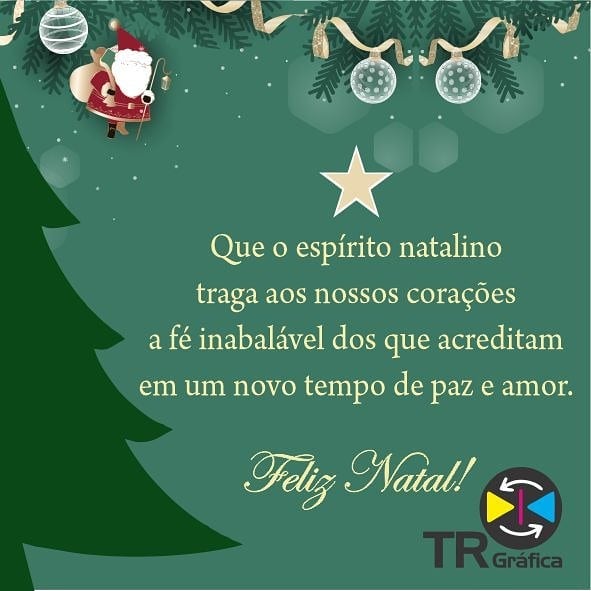 Que o espírito natalino
traga aos nossos corações
a fé inabalável dos que acreditam
em um novo tempo de paz e amor.
Feliz Natal!
TR Gráfica